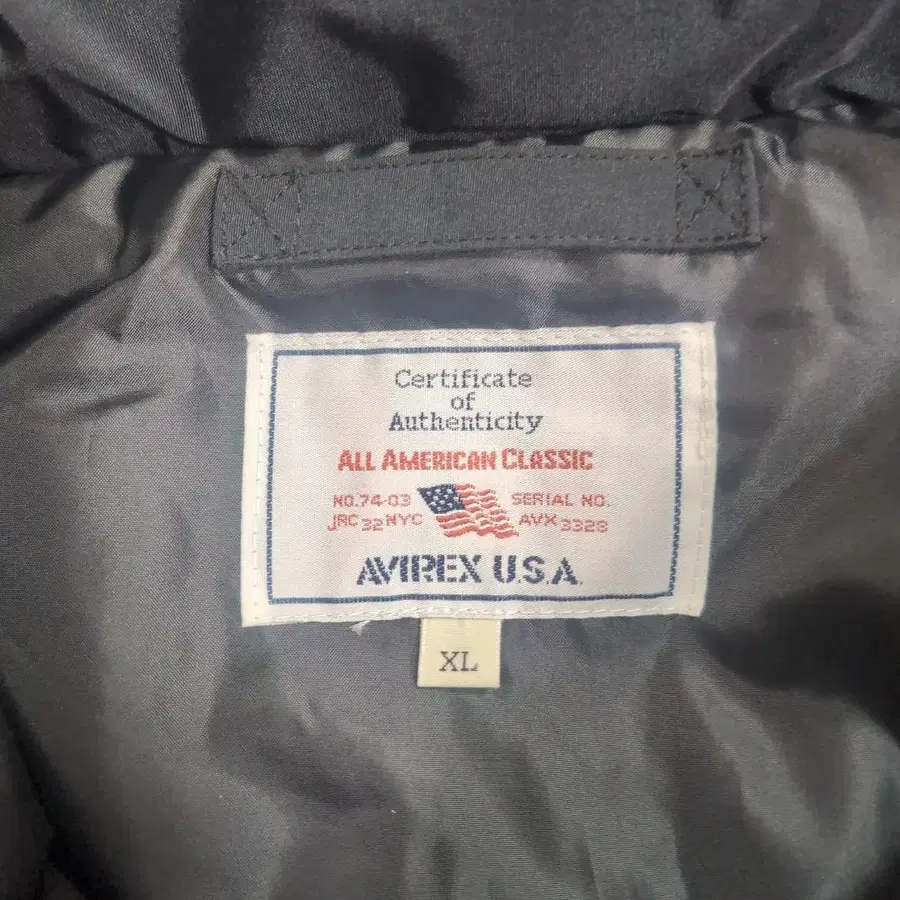 Certificate
of
Authenticity
ALL AMERICAN CLASSIC
NO.74-03 SERIAL NO.
JRC 32 NYC AVX 3328
AVIREX U.S.A.
XL